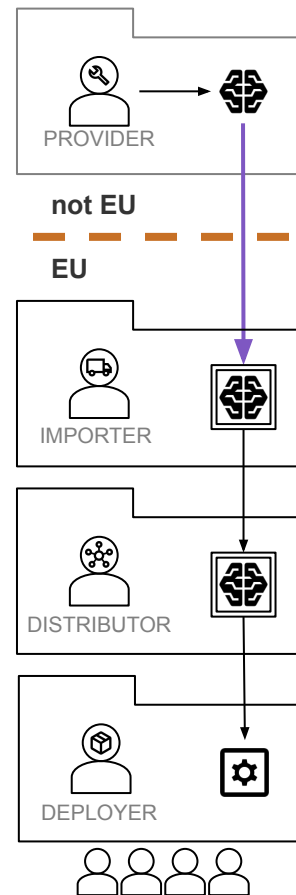 PROVIDER
not EU
EU
IMPORTER
DISTRIBUTOR
DEPLOYER